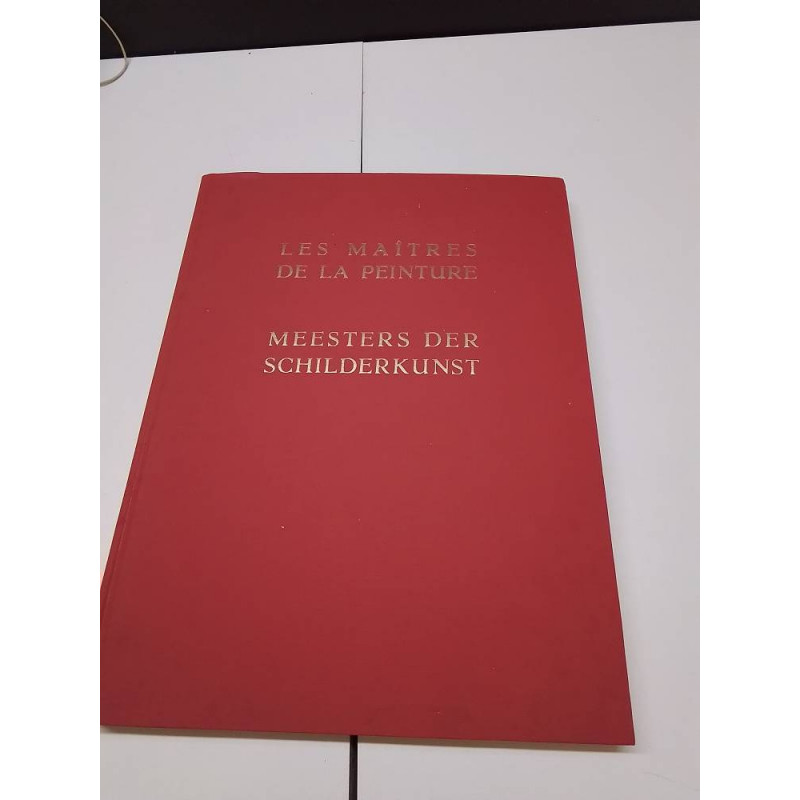 LES MAÎTRES
DE LA PEINTURE
MEESTERS DER
SCHILDERKUNST